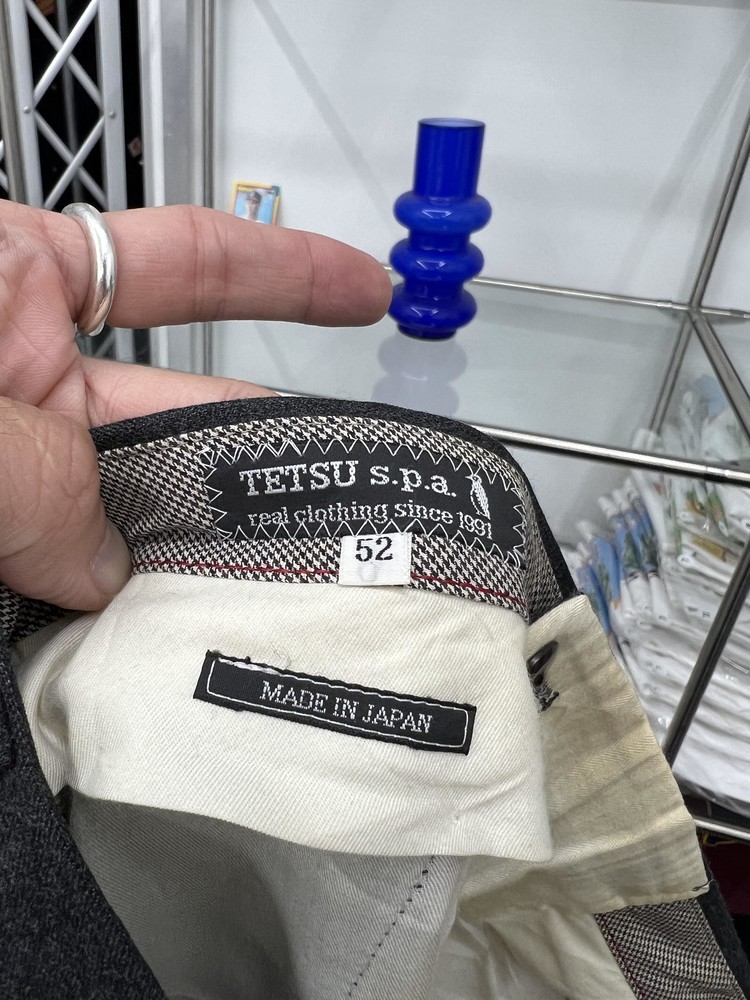 TETSU s.p.a.
real clothing since 1991
52
MADE IN JAPAN